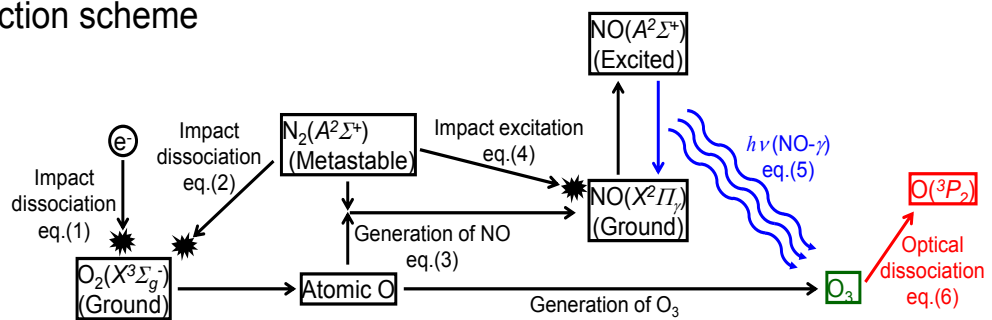 ction scheme
NO(A²Σ⁺)
(Excited)
e⁻
Impact
dissociation
eq.(1)
Impact
dissociation
eq.(2)
N₂(A²Σ⁺)
(Metastable)
Impact excitation
eq.(4)
hν(NO-γ)
eq.(5)
O(³P₂)
NO(X²Πᵧ)
(Ground)
Generation of NO
eq.(3)
Optical
dissociation
eq.(6)
O₂(X³Σg⁻)
(Ground)
Atomic O
Generation of O₃
O₃